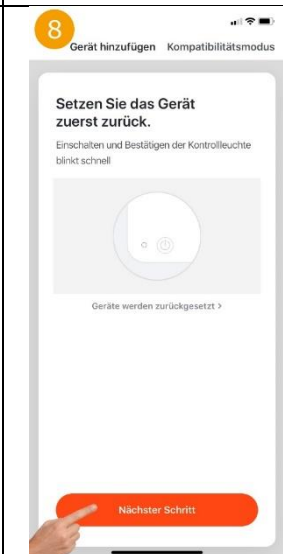 8
Gerät hinzufügen Kompatibilitätsmodus
Setzen Sie das Gerät
zuerst zurück.
Einschalten und Bestätigen der Kontrollleuchte
blinkt schnell
Geräte werden zurückgesetzt >
Nächster Schritt